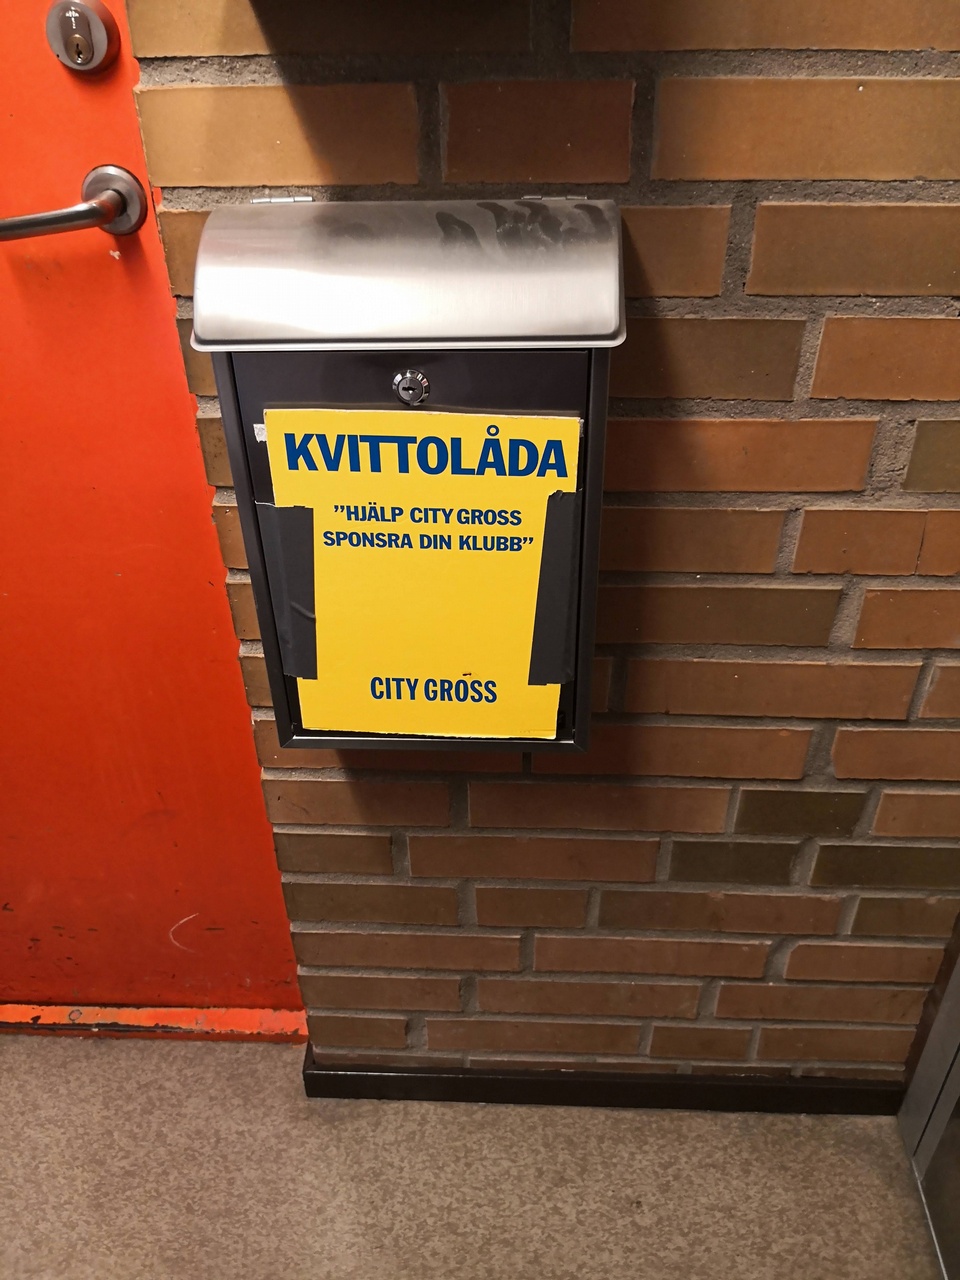 KVITTOLÅDA
”HJÄLP CITY GROSS
SPONSRA DIN KLUBB”
CITY GROSS